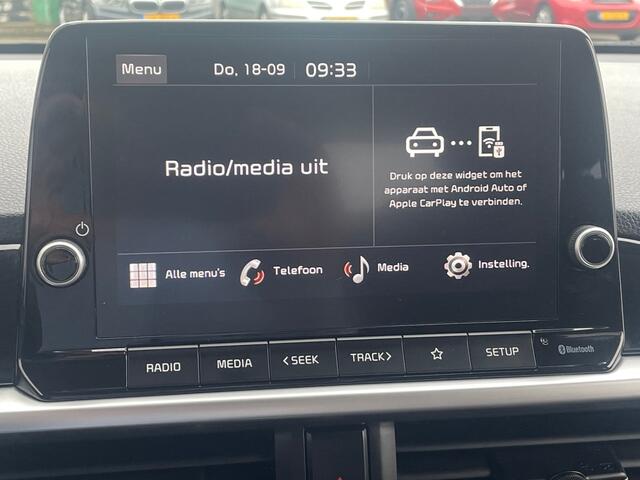 Menu
Do, 18-09
09:33
Radio/media uit
Druk op deze widget om het
apparaat met Android Auto of
Apple CarPlay te verbinden.
Alle menu's
Telefoon
Media
Instelling.
RADIO
MEDIA
<SEEK
TRACK>
SETUP
Bluetooth